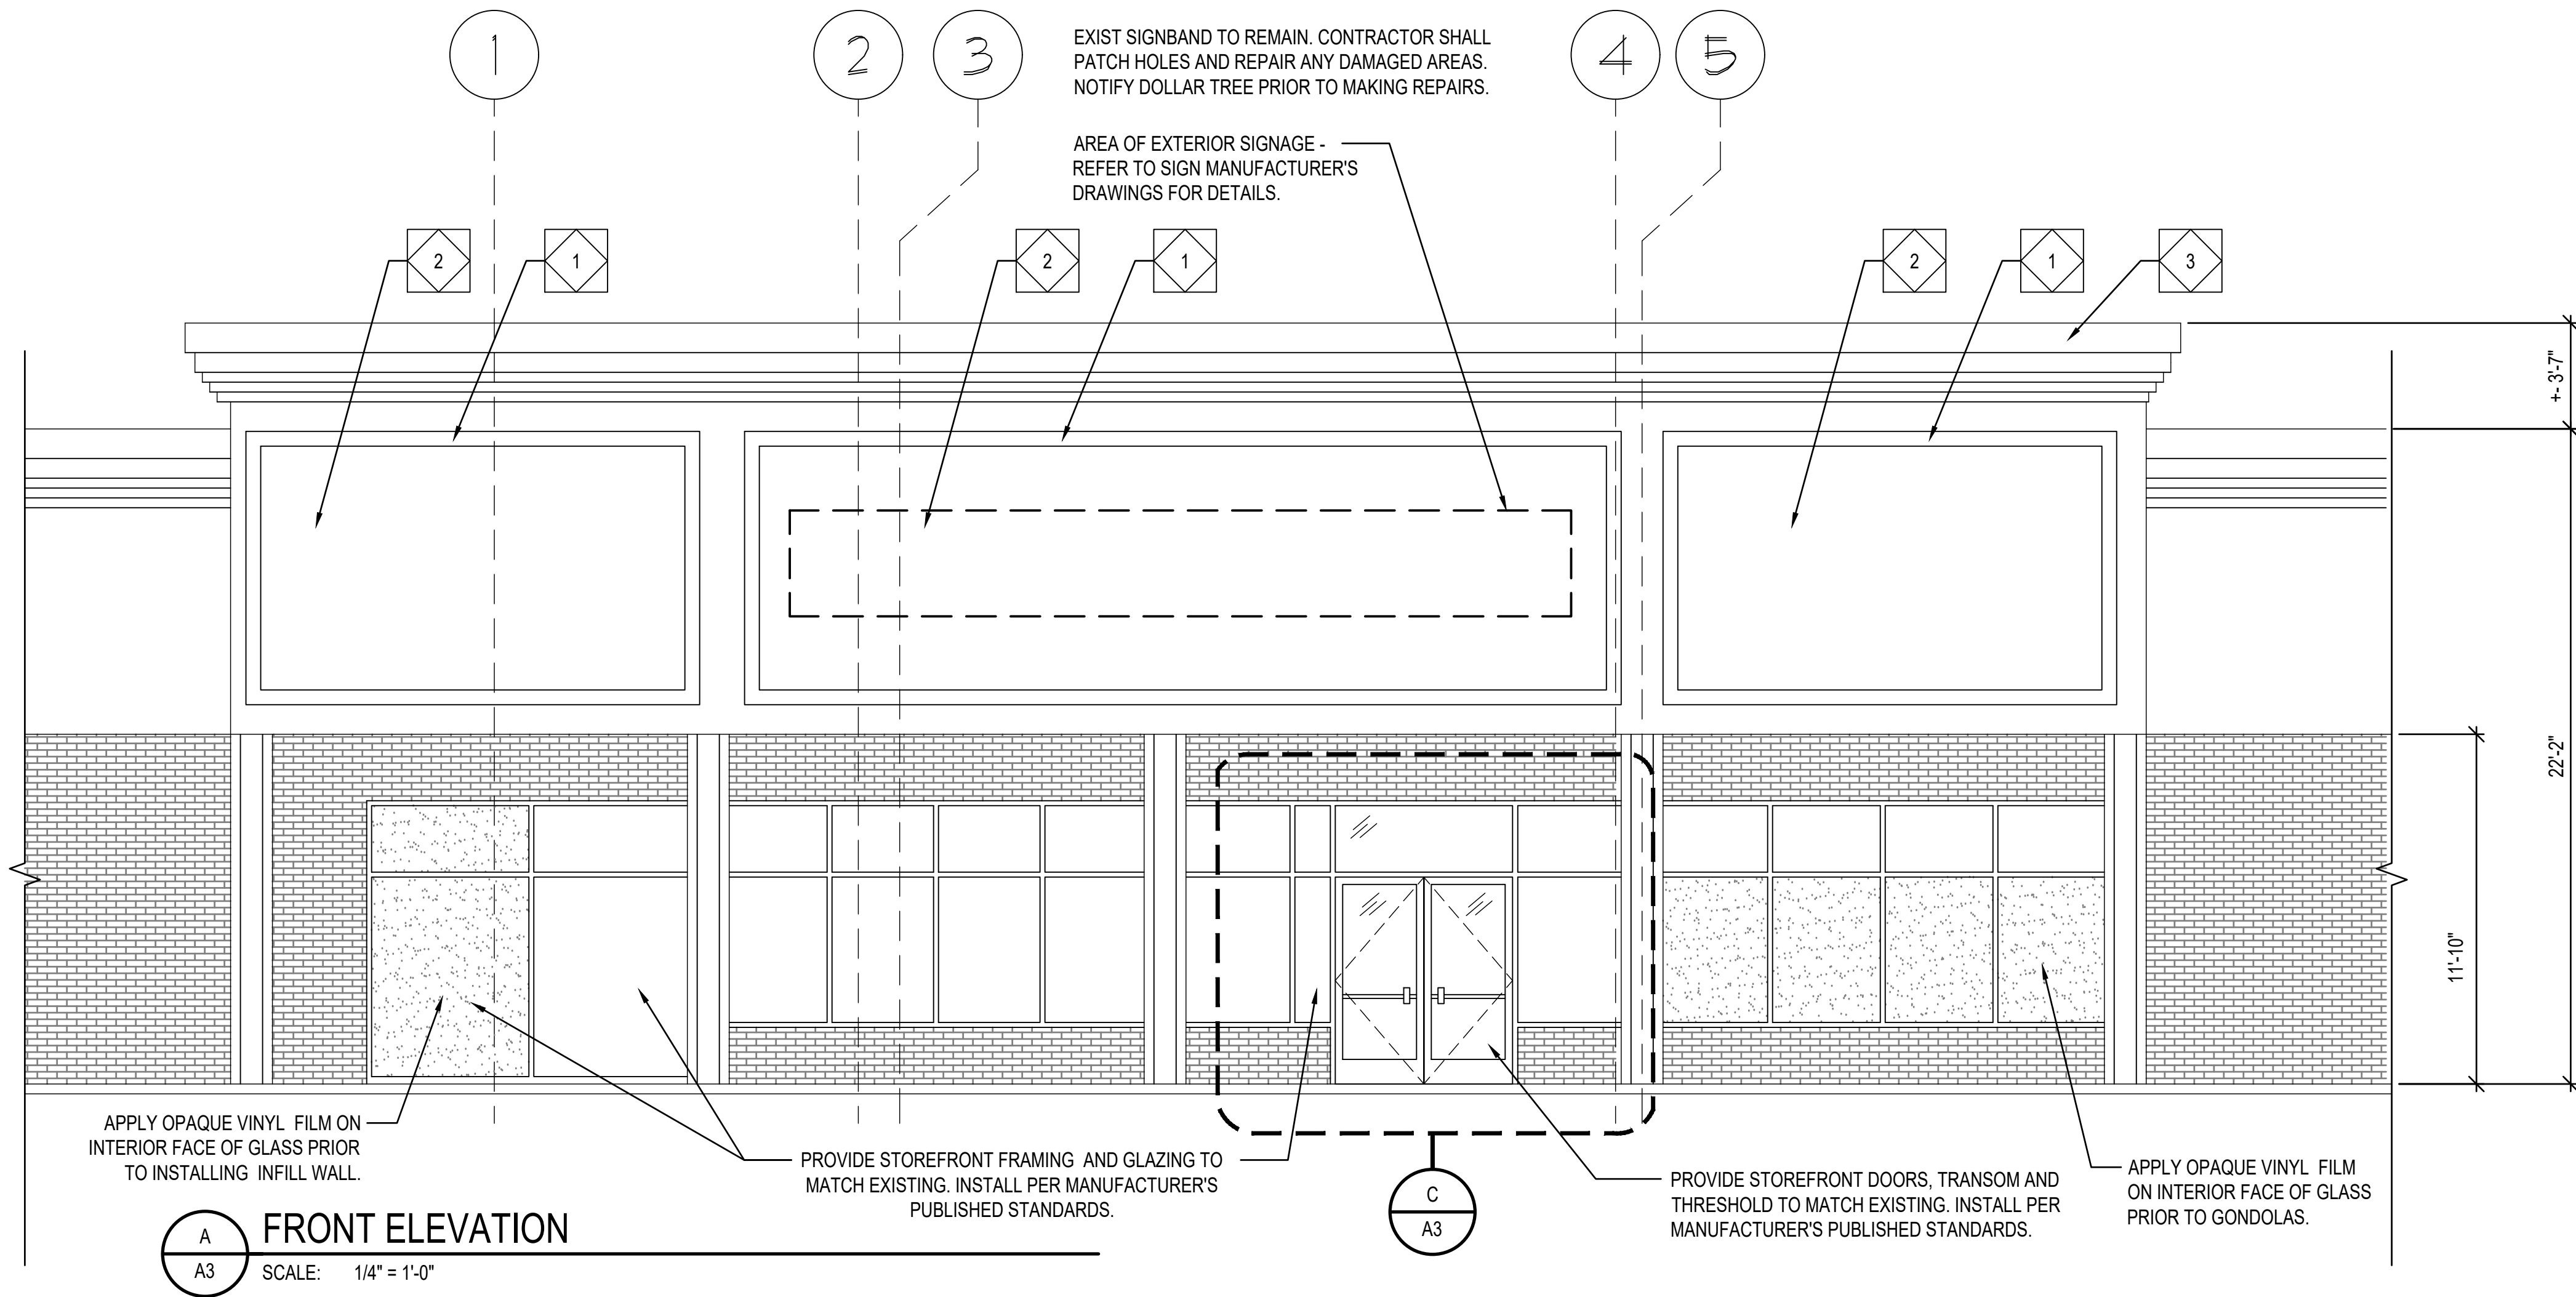 1
2
3
4
5
EXIST SIGNBAND TO REMAIN. CONTRACTOR SHALL
PATCH HOLES AND REPAIR ANY DAMAGED AREAS.
NOTIFY DOLLAR TREE PRIOR TO MAKING REPAIRS.
AREA OF EXTERIOR SIGNAGE -
REFER TO SIGN MANUFACTURER'S
DRAWINGS FOR DETAILS.
2
1
2
1
2
1
3
+- 3'-7"
22'-2"
11'-10"
APPLY OPAQUE VINYL FILM ON
INTERIOR FACE OF GLASS PRIOR
TO INSTALLING INFILL WALL.
PROVIDE STOREFRONT FRAMING AND GLAZING TO
MATCH EXISTING. INSTALL PER MANUFACTURER'S
PUBLISHED STANDARDS.
C
A3
PROVIDE STOREFRONT DOORS, TRANSOM AND
THRESHOLD TO MATCH EXISTING. INSTALL PER
MANUFACTURER'S PUBLISHED STANDARDS.
APPLY OPAQUE VINYL FILM
ON INTERIOR FACE OF GLASS
PRIOR TO GONDOLAS.
A
A3
FRONT ELEVATION
SCALE: 1/4" = 1'-0"